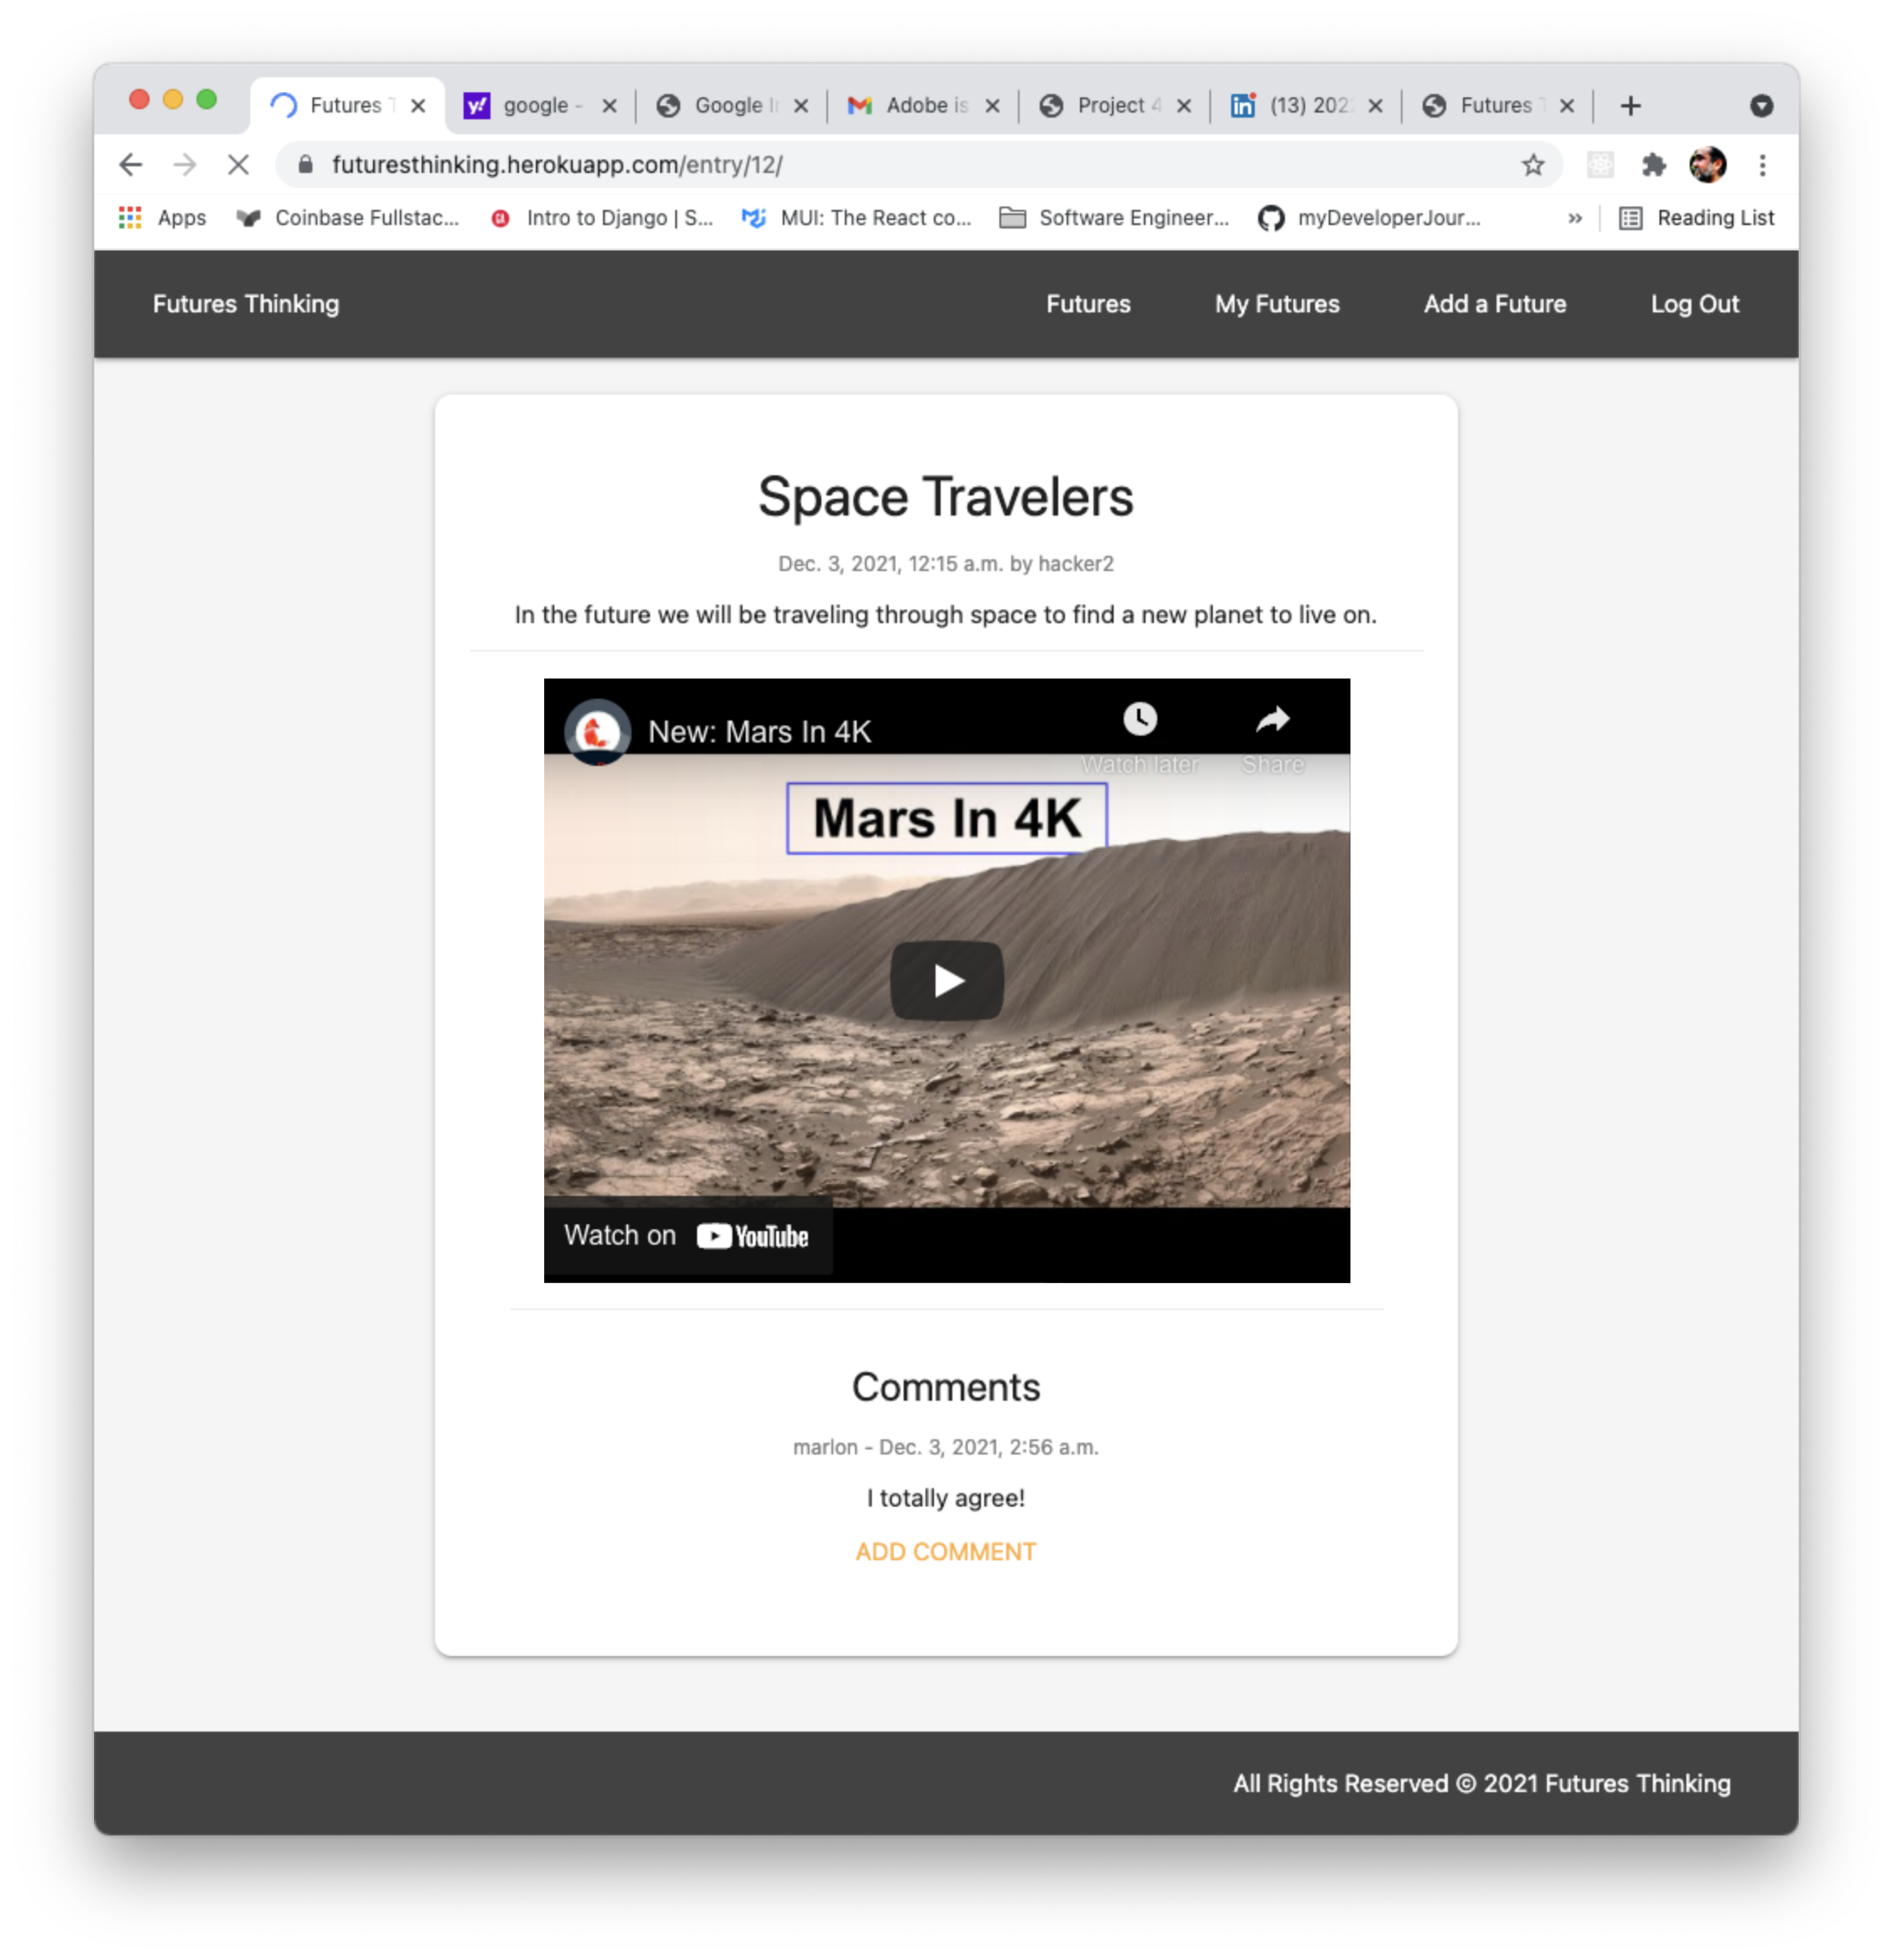 Futures T
google -
Google I
Adobe is
Project 4
(13) 202
Futures T
futuresthinking.herokuapp.com/entry/12/
Apps
Coinbase Fullstac...
Intro to Django | S...
MUI: The React co...
Software Engineer...
myDeveloperJour...
»
Reading List
Futures Thinking
Futures
My Futures
Add a Future
Log Out
Space Travelers
Dec. 3, 2021, 12:15 a.m. by hacker2
In the future we will be traveling through space to find a new planet to live on.
New: Mars In 4K
Watch later
Share
Mars In 4K
Watch on YouTube
Comments
marlon - Dec. 3, 2021, 2:56 a.m.
I totally agree!
ADD COMMENT
All Rights Reserved © 2021 Futures Thinking